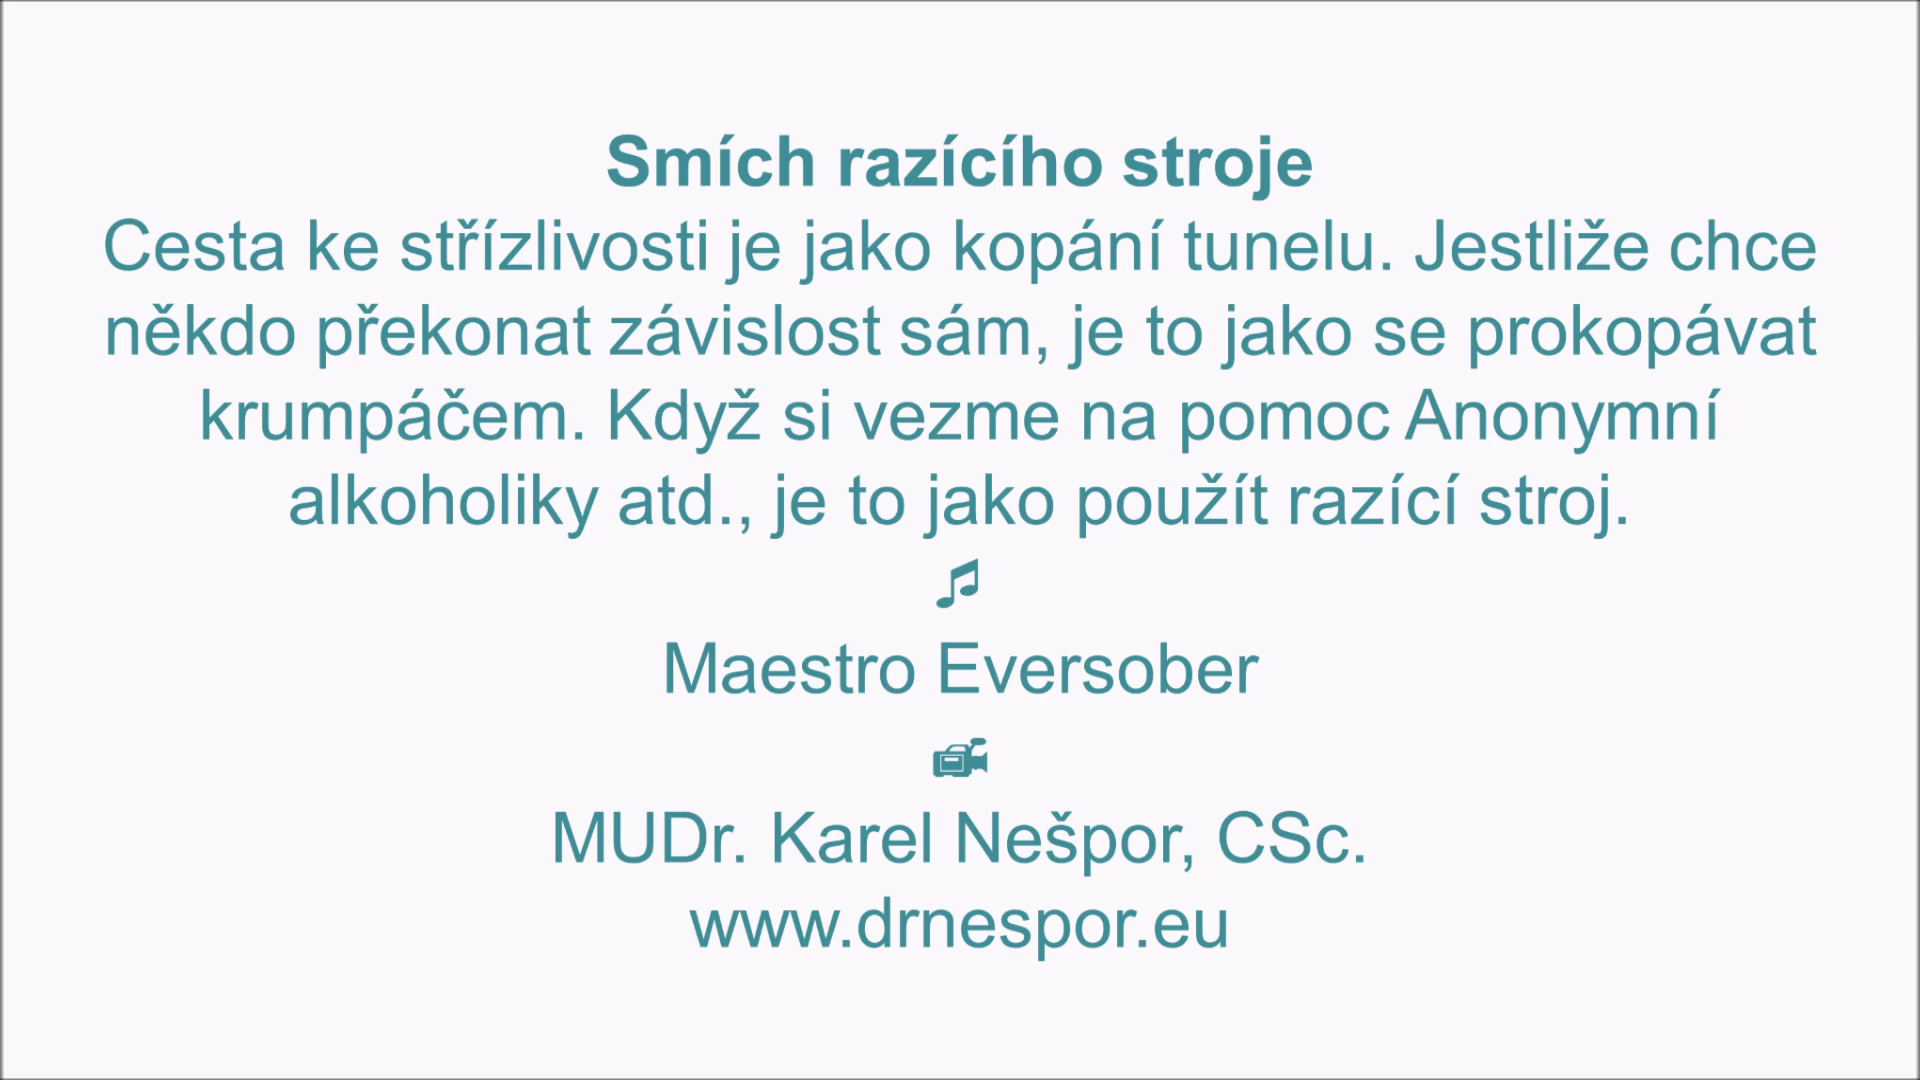 Smích razícího stroje
Cesta ke střízlivosti je jako kopání tunelu. Jestliže chce
někdo překonat závislost sám, je to jako se prokopávat
krumpáčem. Když si vezme na pomoc Anonymní
alkoholiky atd., je to jako použít razící stroj.
Maestro Eversober
MUDr. Karel Nešpor, CSc.
www.drnespor.eu